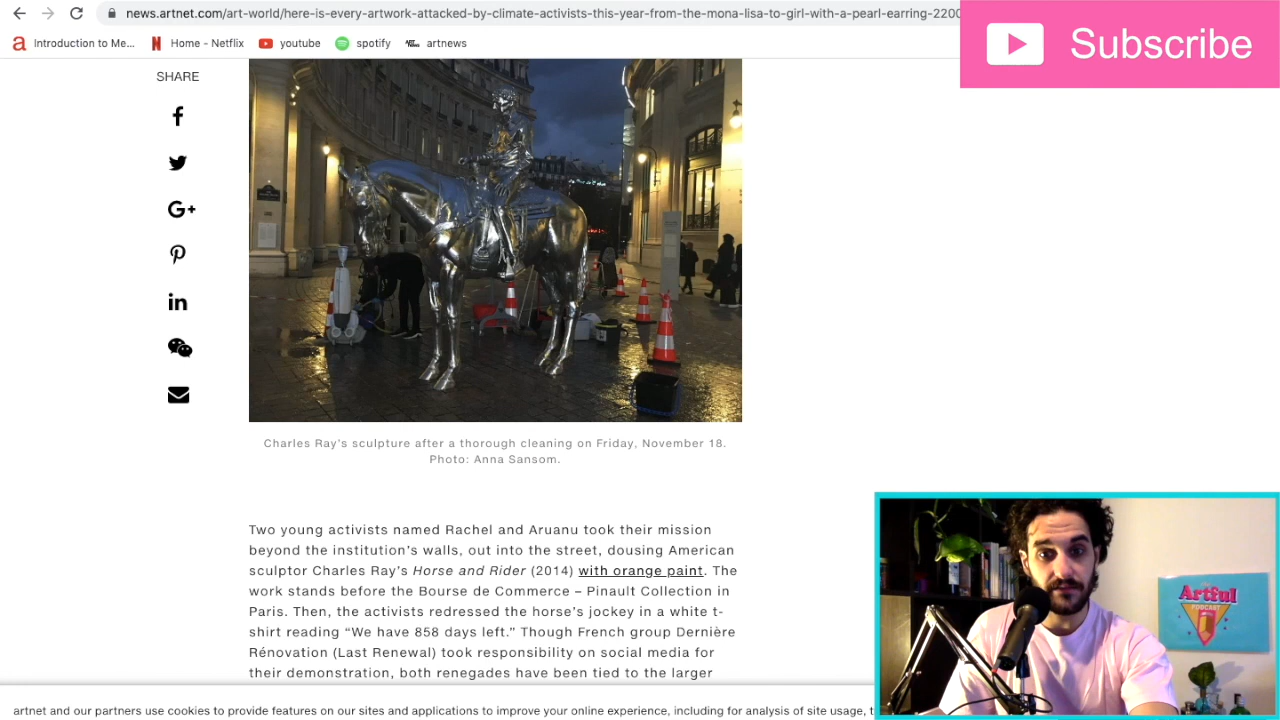 news.artnet.com/art-world/here-is-every-artwork-attacked-by-climate-activists-this-year-from-the-mona-lisa-to-girl-with-a-pearl-earring-2200
Subscribe
Introduction to Me...
Home - Netflix
youtube
spotify
artnews
SHARE
Charles Ray's sculpture after a thorough cleaning on Friday, November 18.
Photo: Anna Sansom.
Two young activists named Rachel and Aruanu took their mission
beyond the institution's walls, out into the street, dousing American
sculptor Charles Ray's Horse and Rider (2014) with orange paint. The
work stands before the Bourse de Commerce – Pinault Collection in
Paris. Then, the activists redressed the horse's jockey in a white t-
shirt reading “We have 858 days left.” Though French group Dernière
Rénovation (Last Renewal) took responsibility on social media for
their demonstration, both renegades have been tied to the larger
Artful
PODCAST
artnet and our partners use cookies to provide features on our sites and applications to improve your online experience, including for analysis of site usage, t